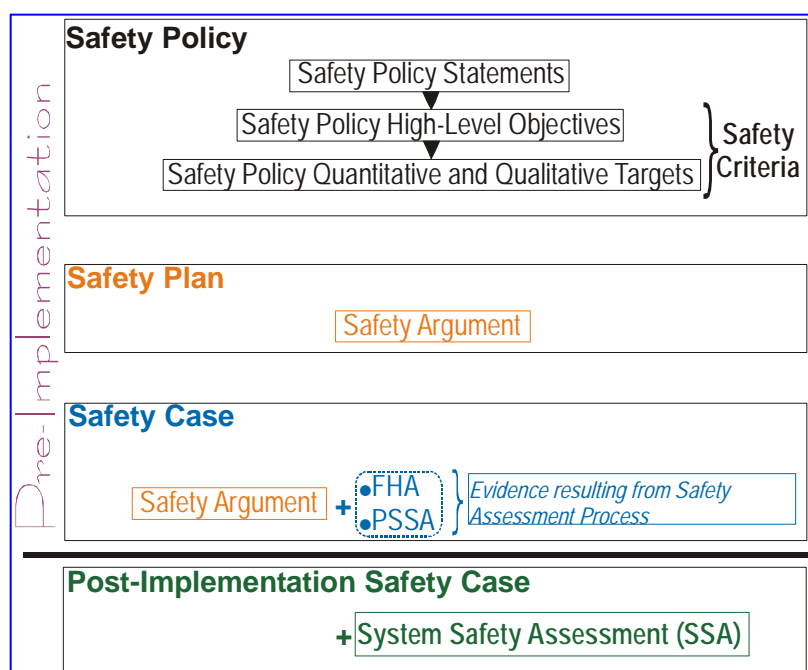 Pre-Implementation
Safety Policy
Safety Policy Statements
Safety Policy High-Level Objectives
Safety Policy Quantitative and Qualitative Targets
} Safety
Criteria
Safety Plan
Safety Argument
Safety Case
Safety Argument + •FHA
•PSSA
} Evidence resulting from Safety
Assessment Process
Post-Implementation Safety Case
+ System Safety Assessment (SSA)